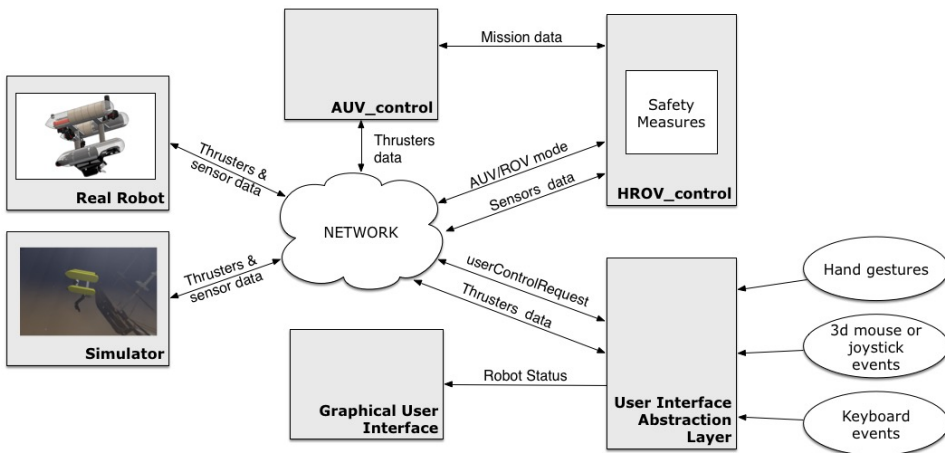 Mission data
AUV_control
Safety
Measures
HROV_control
Thrusters
data
Thrusters &
sensor data
Real Robot
AUV/ROV mode
Sensors data
NETWORK
Thrusters &
sensor data
Simulator
userControlRequest
Thrusters data
Hand gestures
3d mouse or
joystick
events
Robot Status
Graphical User
Interface
User Interface
Abstraction
Layer
Keyboard
events